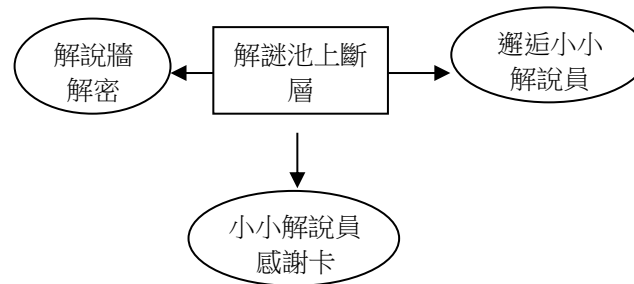 解說牆
解密
解謎池上斷
層
邂逅小小
解說員
小小解說員
感謝卡